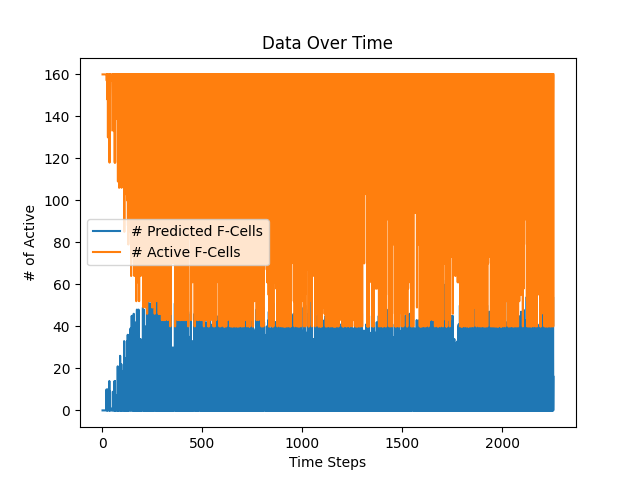 Data Over Time
160
140
120
100
80
60
40
20
0
# of Active
# Predicted F-Cells
# Active F-Cells
0
500
1000
1500
2000
Time Steps